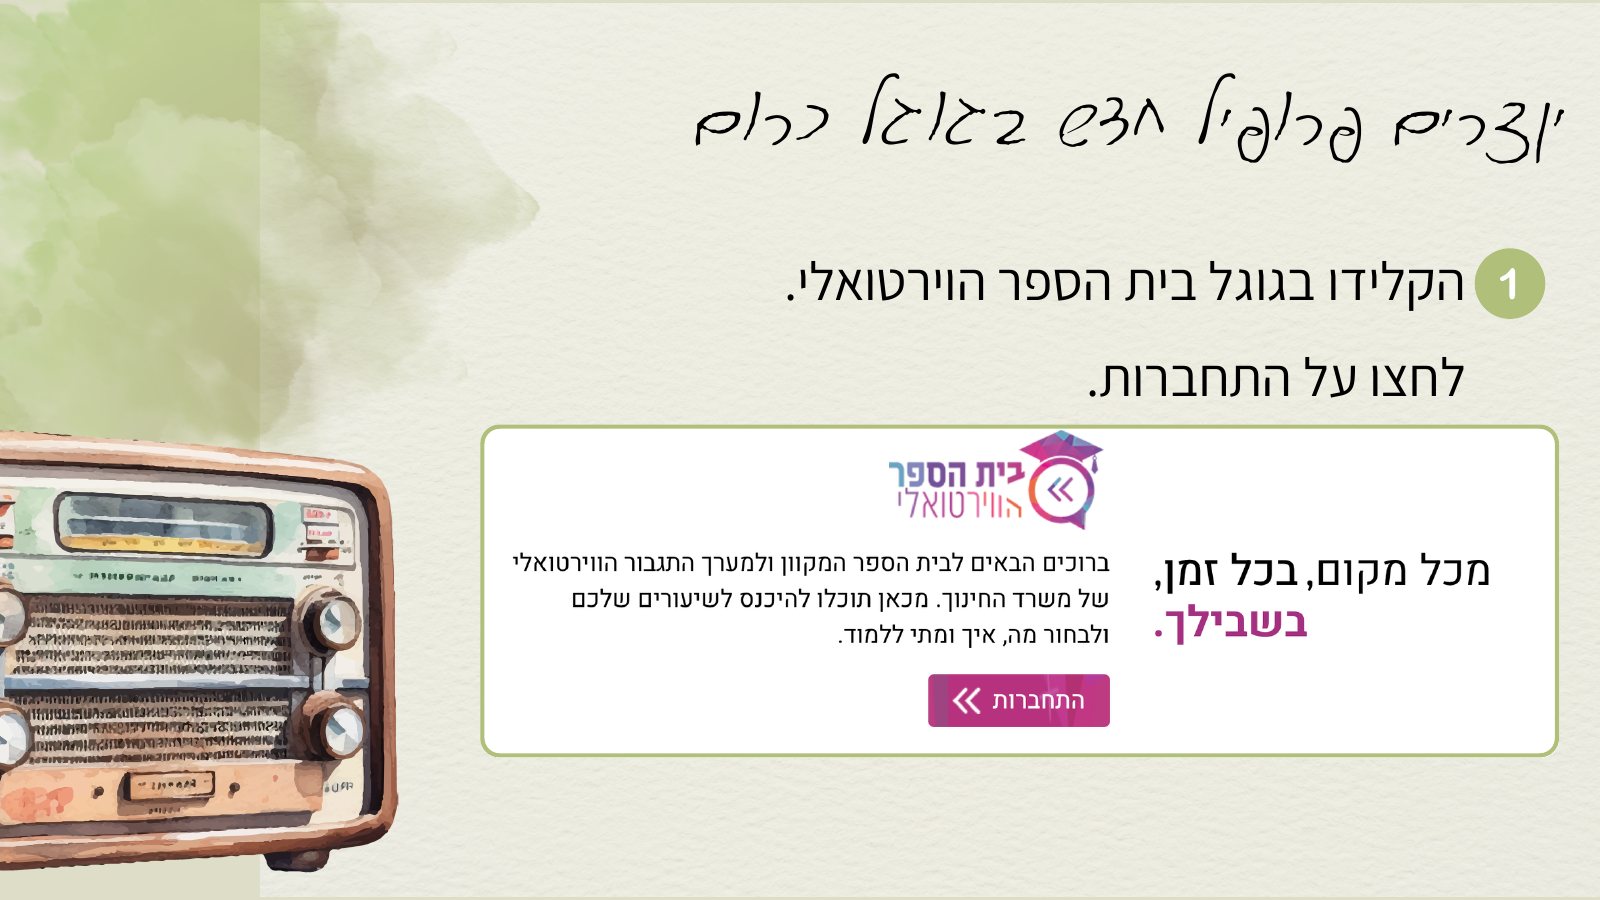 יוצרים פרופיל חדש בגוגל כרום
1 הקלידו בגוגל בית הספר הוירטואלי.
לחצו על התחברות.
בית הספר
הווירטואלי
מכל מקום, בכל זמן,
בשבילך.
ברוכים הבאים לבית הספר המקוון ולמערך התגבור הווירטואלי
של משרד החינוך. מכאן תוכלו להיכנס לשיעורים שלכם
ולבחור מה, איך ומתי ללמוד.
התחברות